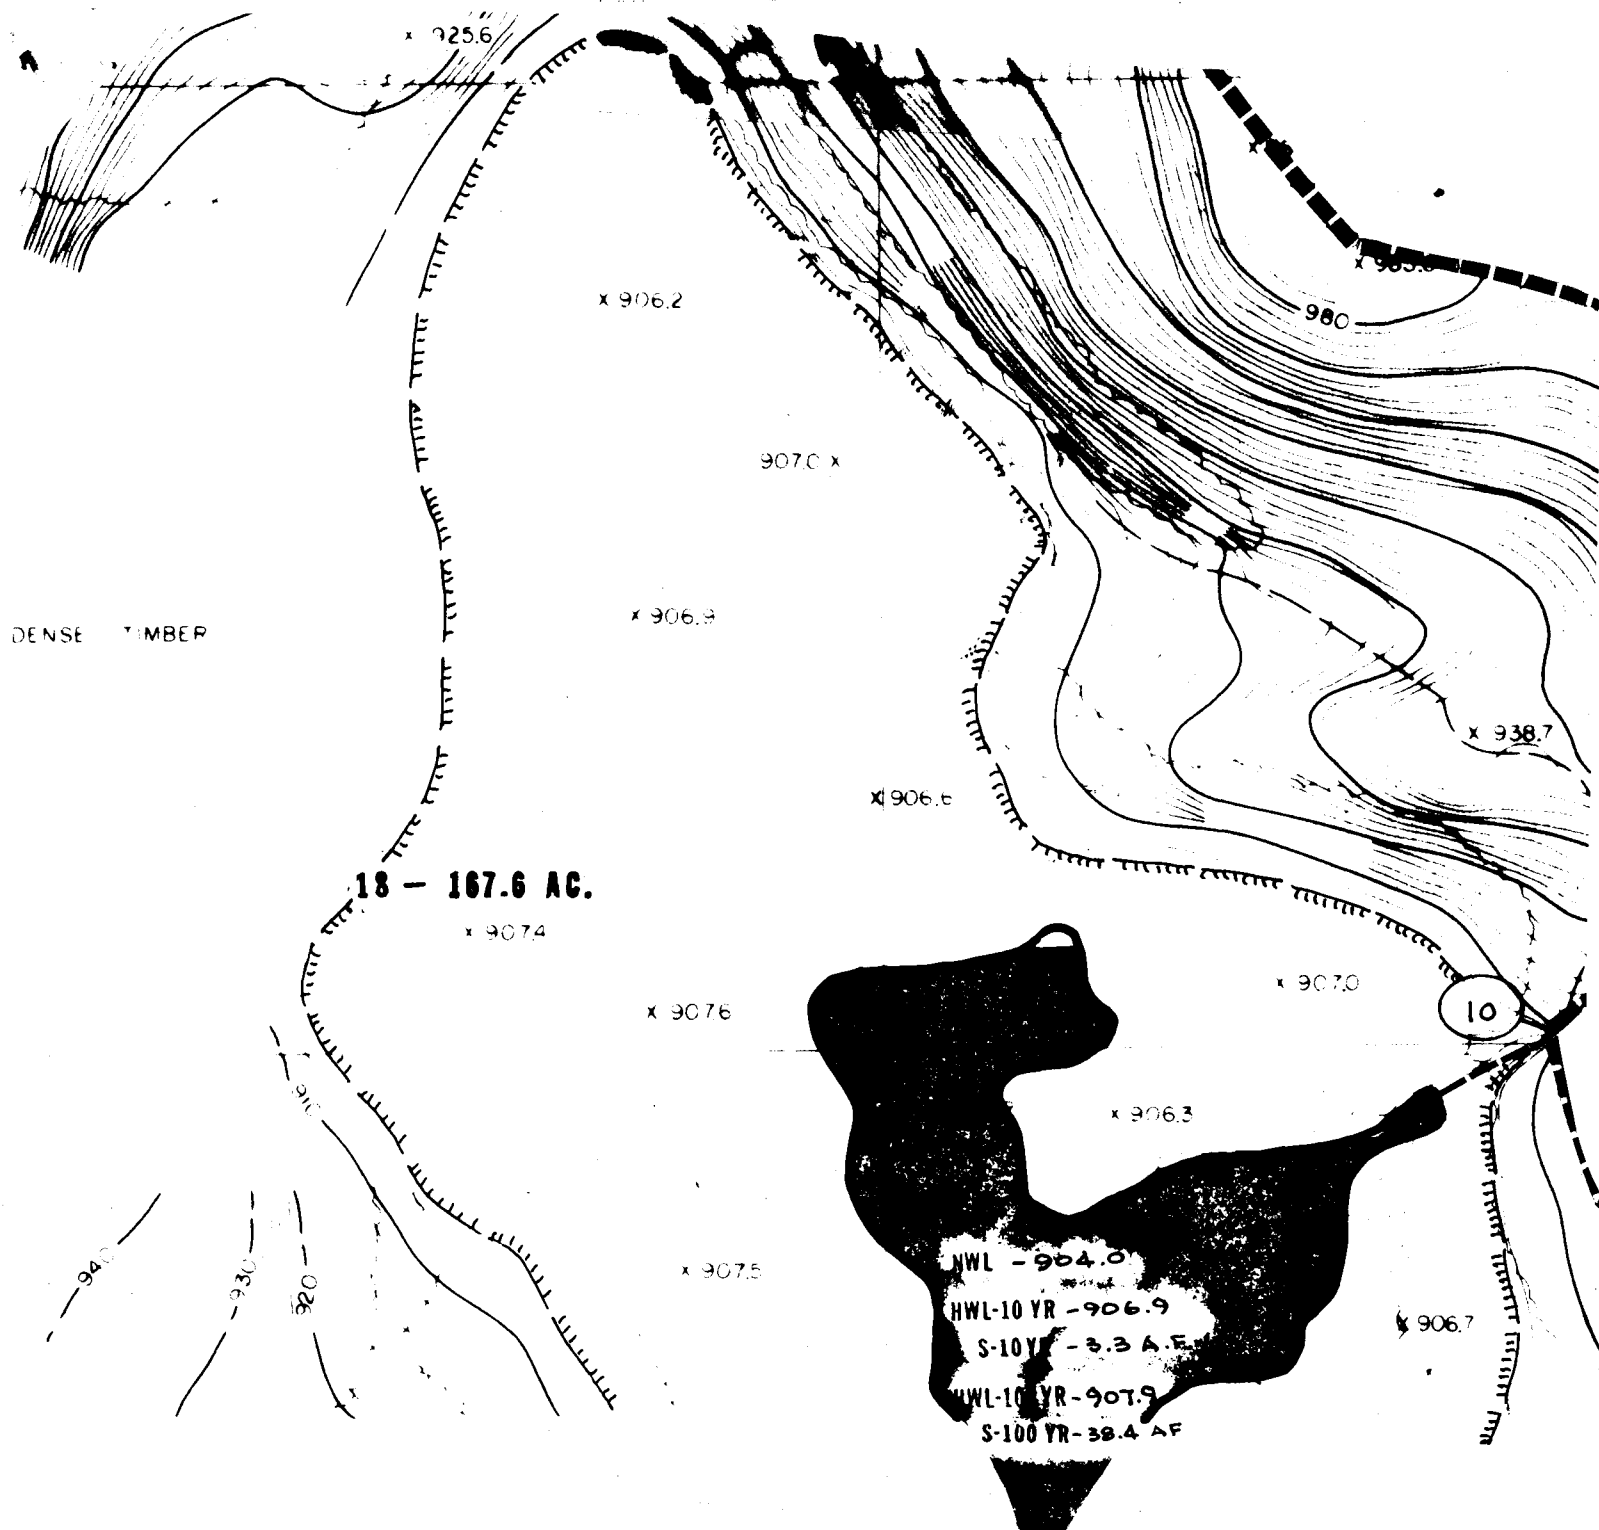 x 925.6
980
x 906.2
907.0 x
x 906.9
DENSE TIMBER
x 938.7
x 906.6
18 – 167.6 AC.
x 907.4
x 907.0
x 907.6
10
910
x 906.3
940
930
920
x 907.5
NWL - 904.0
HWL-10 YR - 906.9
S-10 YR - 3.3 A.F.
x 906.7
HWL-10 YR - 907.9
S-100 YR - 38.4 AF